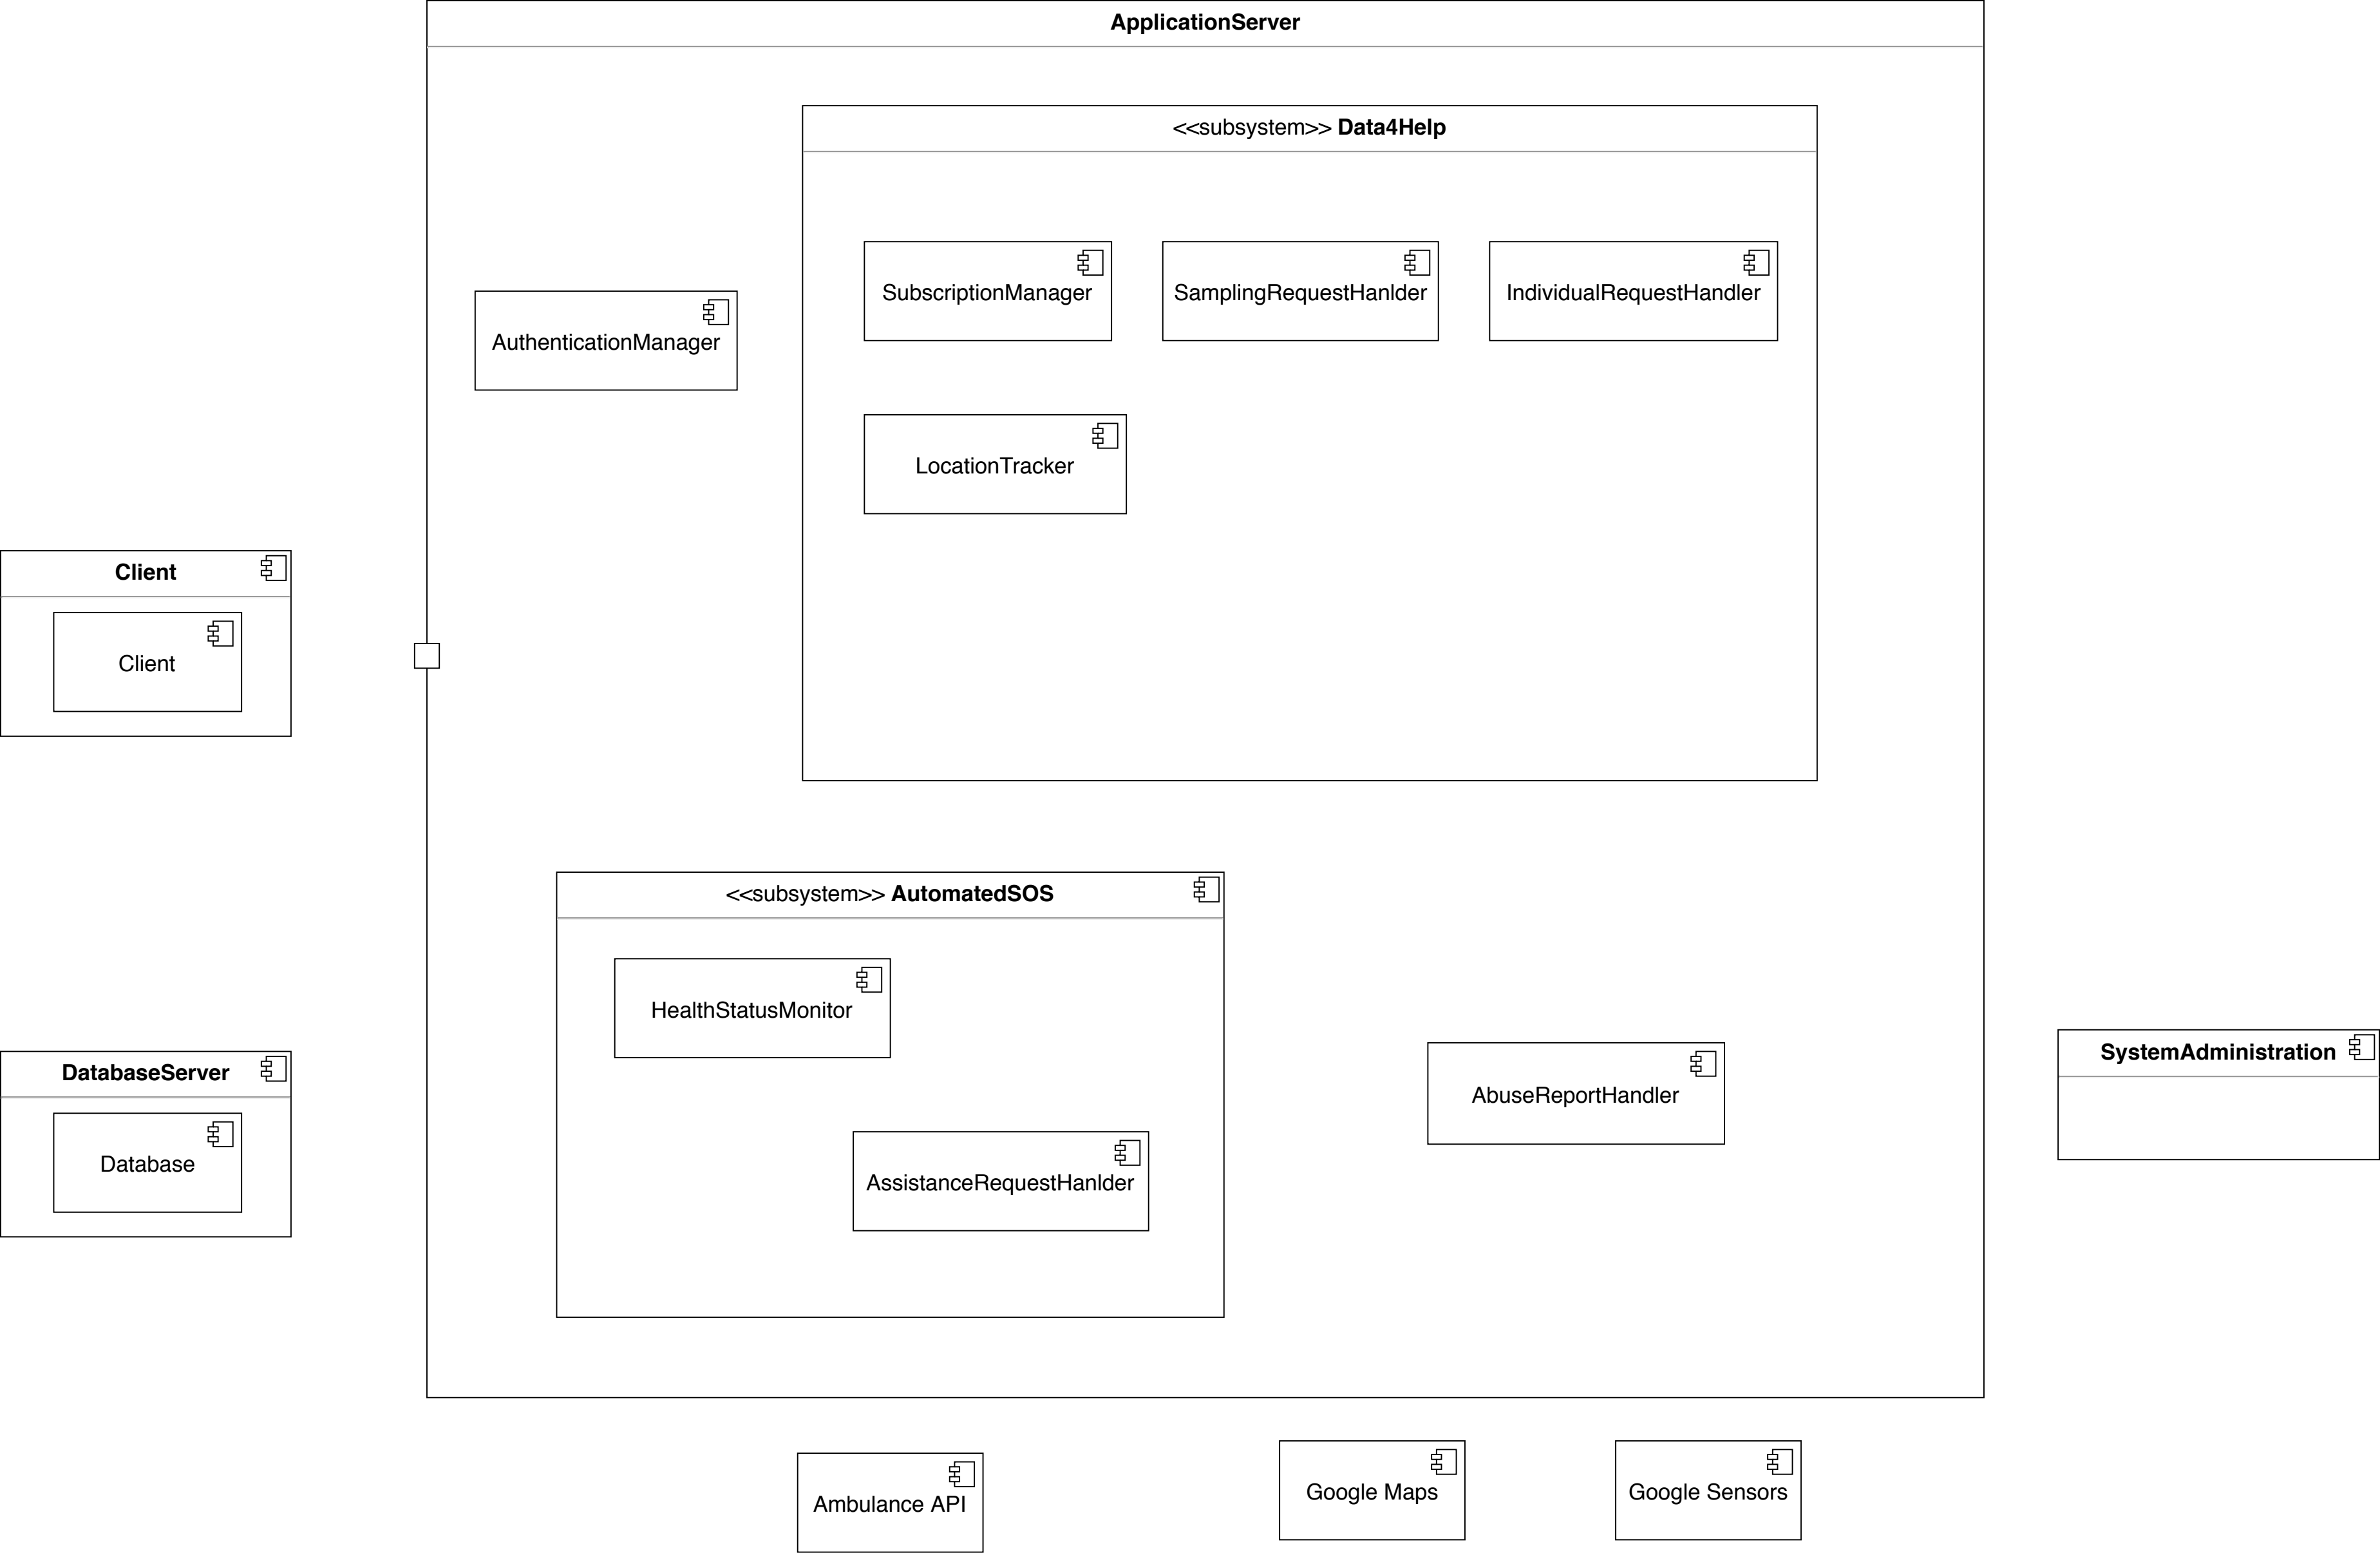 ApplicationServer
<<subsystem>> Data4Help
SubscriptionManager
SamplingRequestHanlder
IndividualRequestHandler
AuthenticationManager
LocationTracker
Client
Client
<<subsystem>> AutomatedSOS
HealthStatusMonitor
DatabaseServer
Database
AssistanceRequestHanlder
AbuseReportHandler
SystemAdministration
Ambulance API
Google Maps
Google Sensors